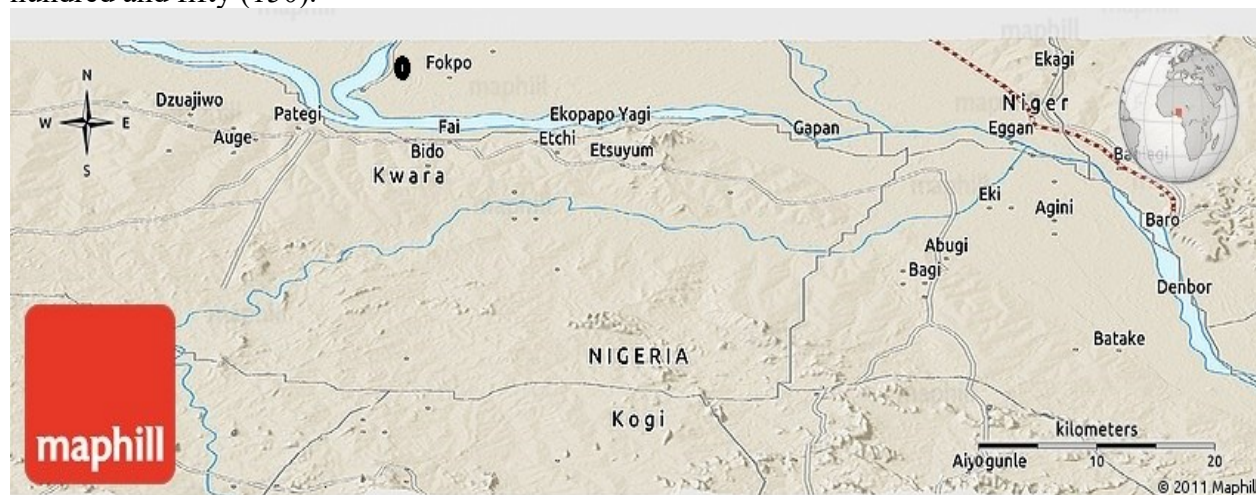 hundred and fifty (150).
maphill
N
Ekagi
Fokpo
Dzuajiwo
Niger
W E
Pategi
Ekopapo Yagi
Fai
Gapan
Eggan
Auge
Etchi
Bido
Etsuyum
S
Kwara
Eki
Agini
Baro
Abugi
Bagi
Denbor
Batake
NIGERIA
Kogi
maphill
kilometers
Aiyogunle 10 20
© 2011 Maphill